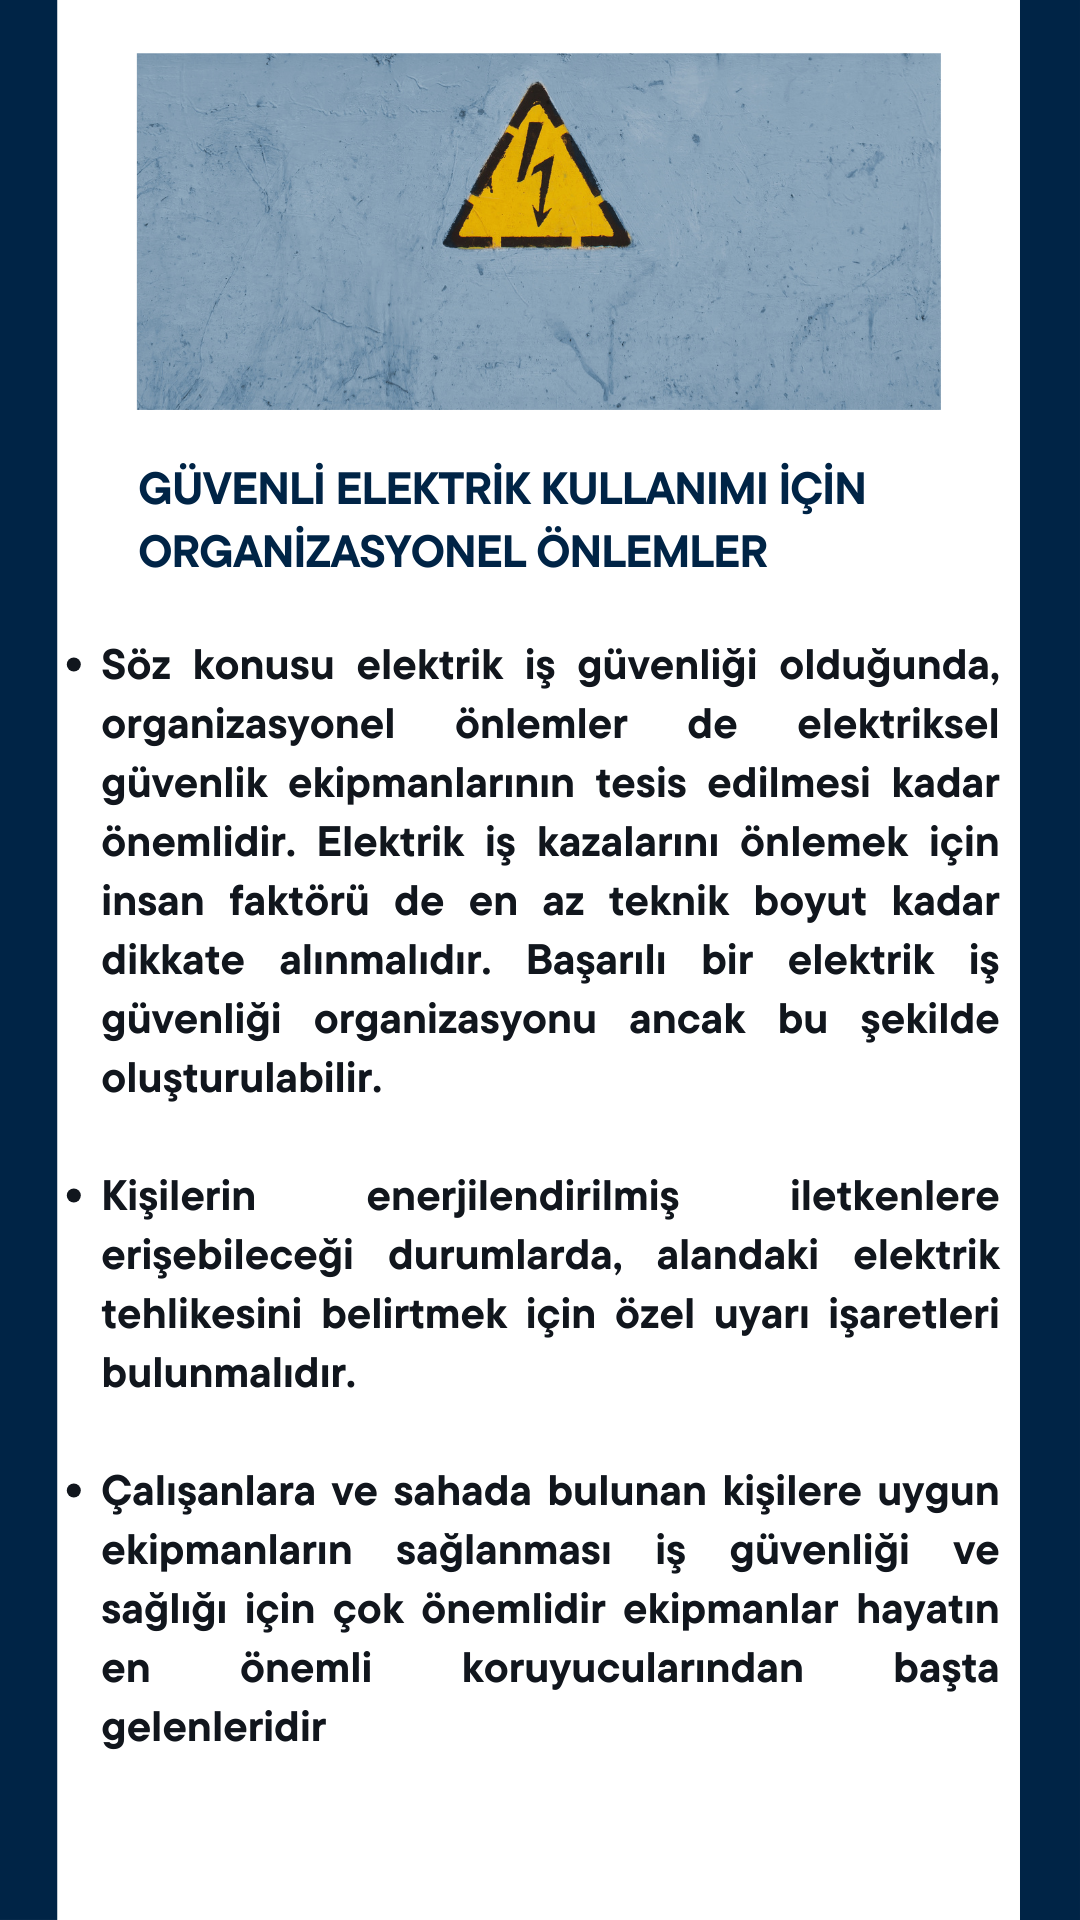 GÜVENLİ ELEKTRİK KULLANIMI İÇİN
ORGANİZASYONEL ÖNLEMLER
• Söz konusu elektrik iş güvenliği olduğunda,
organizasyonel önlemler de elektriksel
güvenlik ekipmanlarının tesis edilmesi kadar
önemlidir. Elektrik iş kazalarını önlemek için
insan faktörü de en az teknik boyut kadar
dikkate alınmalıdır. Başarılı bir elektrik iş
güvenliği organizasyonu ancak bu şekilde
oluşturulabilir.
• Kişilerin enerjilendirilmiş iletkenlere
erişebileceği durumlarda, alandaki elektrik
tehlikesini belirtmek için özel uyarı işaretleri
bulunmalıdır.
• Çalışanlara ve sahada bulunan kişilere uygun
ekipmanların sağlanması iş güvenliği ve
sağlığı için çok önemlidir ekipmanlar hayatın
en önemli koruyucularından başta
gelenleridir